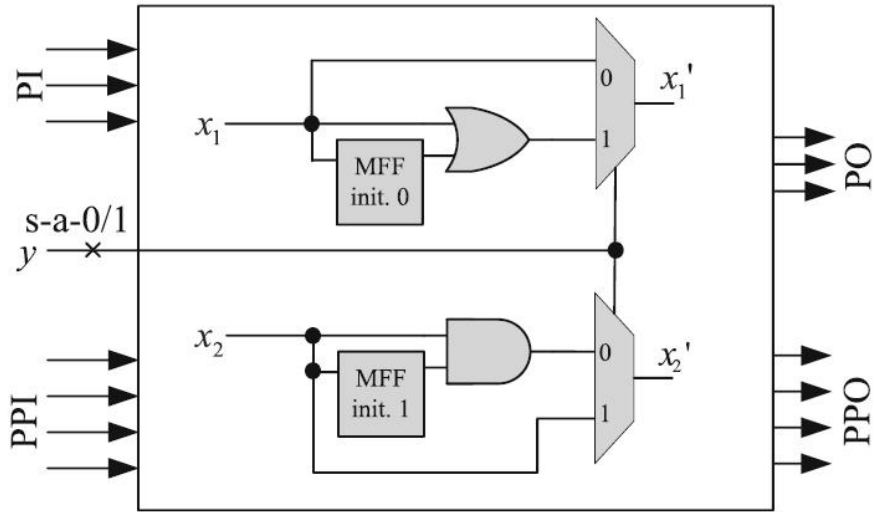 PI
x₁
MFF
init. 0
0
1
x₁'
PO
s-a-0/1
y
x₂
MFF
init. 1
0
1
x₂'
PPI
PPO